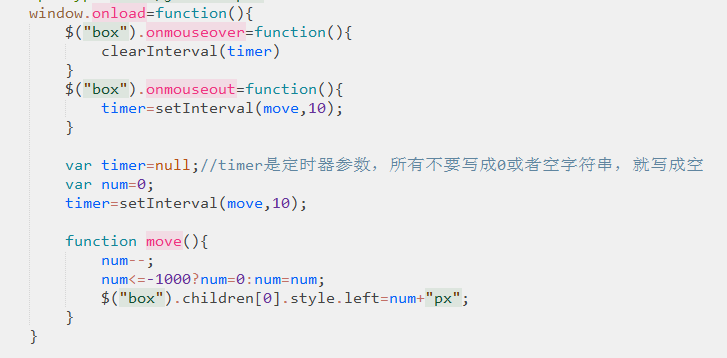 window.onload=function(){
$("box").onmouseover=function(){
clearInterval(timer)
}
$("box").onmouseout=function(){
timer=setInterval(move,10);
}
var timer=null;//timer是定时器参数，所有不要写成0或者空字符串，就写成空
var num=0;
timer=setInterval(move,10);
function move(){
num--;
num<=-1000?num=0:num=num;
$("box").children[0].style.left=num+"px";
}
}